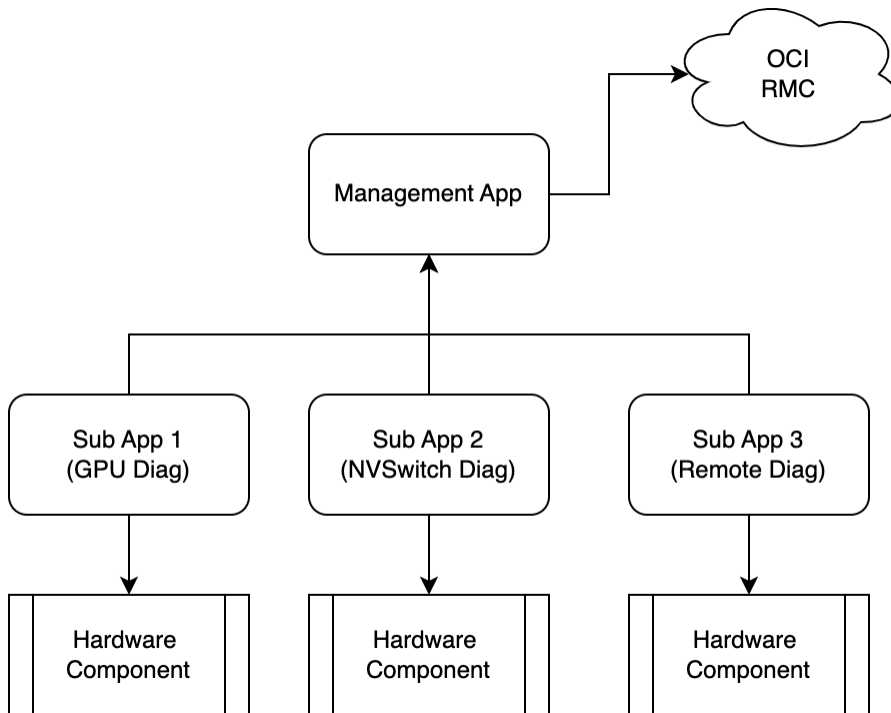 OCI
RMC
Management App
Sub App 1
(GPU Diag)
Sub App 2
(NVSwitch Diag)
Sub App 3
(Remote Diag)
Hardware
Component
Hardware
Component
Hardware
Component